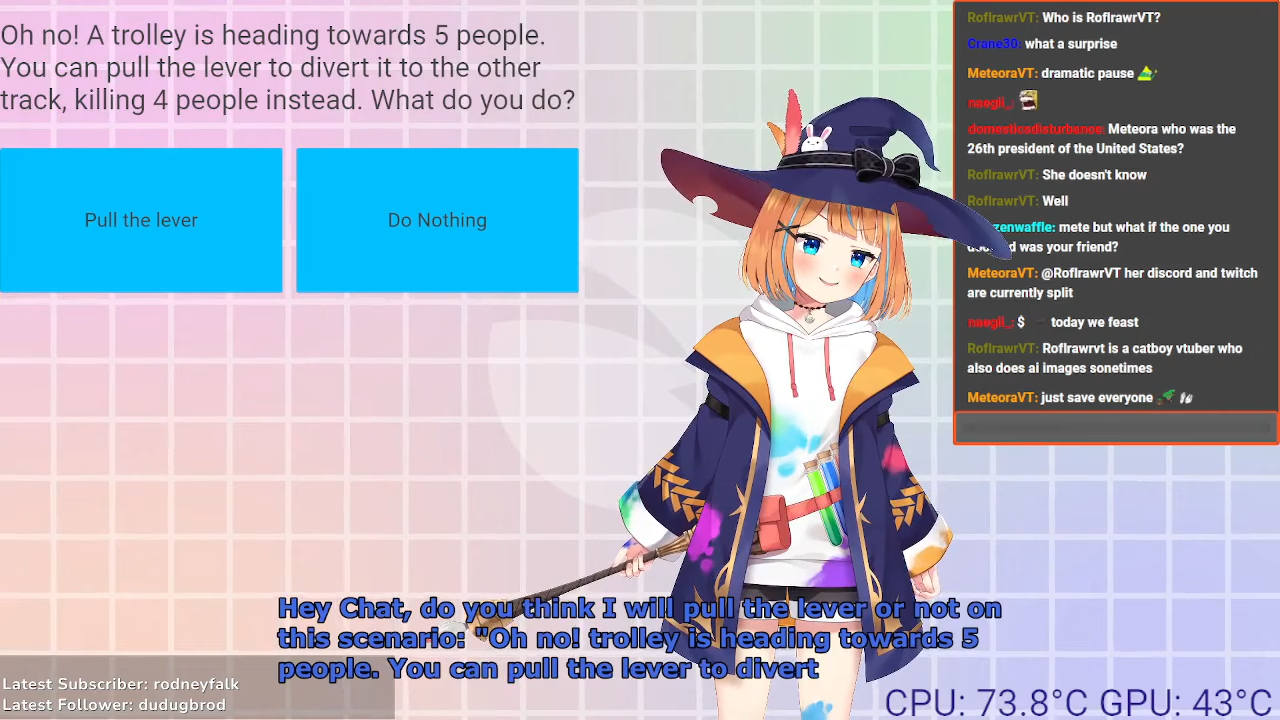 Oh no! A trolley is heading towards 5 people.
You can pull the lever to divert it to the other
track, killing 4 people instead. What do you do?
Pull the lever
Do Nothing
RoflrawrVT: Who is RoflrawrVT?
Crane30: what a surprise
MeteoraVT: dramatic pause
domesticadisturbance: Meteora who was the
26th president of the United States?
RoflrawrVT: She doesn't know
RoflrawrVT: Well
zenwaffle: mete but what if the one you
was your friend?
MeteoraVT: @RoflrawrVT her discord and twitch
are currently split
$ today we feast
RoflrawrVT: Roflrawrvt is a catboy vtuber who
also does ai images sonetimes
MeteoraVT: just save everyone
Hey Chat, do you think I will pull the lever or not on
this scenario: "Oh no! trolley is heading towards 5
people. You can pull the lever to divert
Latest Subscriber: rodneyfalk
Latest Follower: dudugbrod
CPU: 73.8°C GPU: 43°C